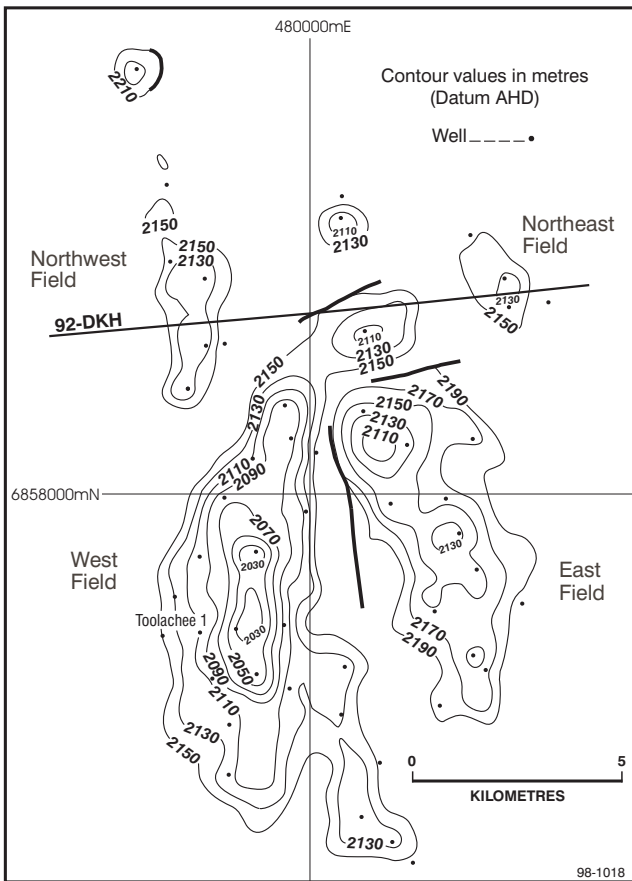 480000mE
Contour values in metres
(Datum AHD)
Well
2210
2150
2150
2130
Northwest
Field
2110
2130
Northeast
Field
2130
2150
92-DKH
2110
2130
2150
2150
2130
2190
2170
2150
2130
2110
2110
2090
6858000mN
2070
2030
2130
West
Field
East
Field
Toolachee 1
2030
2170
2190
2090
2050
2110
2130
2150
0
5
KILOMETRES
2130
98-1018